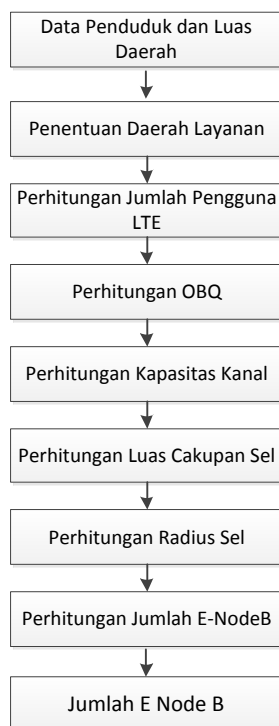 Data Penduduk dan Luas
Daerah
Penentuan Daerah Layanan
Perhitungan Jumlah Pengguna
LTE
Perhitungan OBQ
Perhitungan Kapasitas Kanal
Perhitungan Luas Cakupan Sel
Perhitungan Radius Sel
Perhitungan Jumlah E-NodeB
Jumlah E Node B